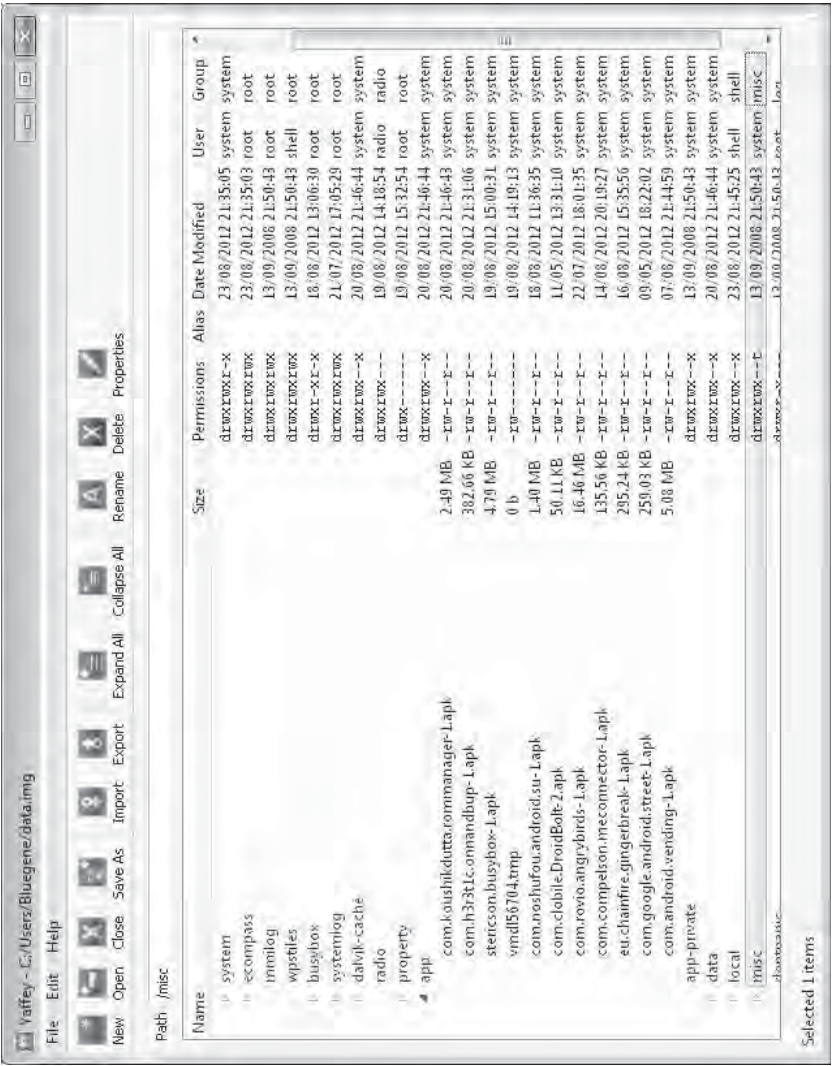 Yaffey - C:/Users/Bluegene/data.img
File Edit Help
New Open Close Save As Import Export Expand All Collapse All Rename Delete Properties
Path /misc
Name Size Permissions Alias Date Modified User Group
system drwxrwxr-x 23/08/2012 21:35:05 system system
ecompass drwxrwxrwx 23/08/2012 21:35:03 root root
mmilog drwxrwxrwx 13/09/2008 21:50:43 root root
wpstiles drwxrwxrwx 13/09/2008 21:50:43 shell root
busybox drwxr-xr-x 18/08/2012 13:06:30 root root
systemlog drwxrwxrwx 21/07/2012 17:05:29 root root
dalvik-cache drwxrwx--x 20/08/2012 21:46:44 system system
radio drwxrwx--- 19/08/2012 14:18:54 radio radio
property drwx------ 19/08/2012 15:32:54 root root
app drwxrwx--x 20/08/2012 21:46:44 system system
com.koushikdutta.rommanager-1.apk 2.49 MB -rw-r--r-- 20/08/2012 21:46:43 system system
com.h3r3t1c.onnandbup-1.apk 382.66 KB -rw-r--r-- 20/08/2012 21:31:06 system system
stericson.busybox-1.apk 4.79 MB -rw-r--r-- 19/08/2012 15:00:31 system system
vmdl56704.tmp 0 b -rw------- 19/08/2012 14:19:13 system system
com.noshufou.android.su-1.apk 1.40 MB -rw-r--r-- 18/08/2012 11:36:35 system system
com.clobile.DroidBolt-2.apk 50.11 KB -rw-r--r-- 11/05/2012 13:31:10 system system
com.rovio.angrybirds-1.apk 16.46 MB -rw-r--r-- 22/07/2012 18:01:35 system system
com.compelson.meconnector-1.apk 135.56 KB -rw-r--r-- 14/08/2012 20:19:27 system system
eu.chainfire.gingerbreak-1.apk 295.24 KB -rw-r--r-- 16/08/2012 15:35:56 system system
com.google.android.street-1.apk 259.03 KB -rw-r--r-- 09/05/2012 18:22:02 system system
com.android.vending-1.apk 5.08 MB -rw-r--r-- 07/08/2012 21:44:59 system system
app-private drwxrwx--x 13/09/2008 21:50:43 system system
data drwxrwx--x 20/08/2012 21:46:44 system system
local drwxrwx--x 23/08/2012 21:45:25 shell shell
misc drwxrwx--t 13/09/2008 21:50:43 system misc
dontpanic drwxr-x--- 13/09/2008 21:50:43 root log
Selected 1 items